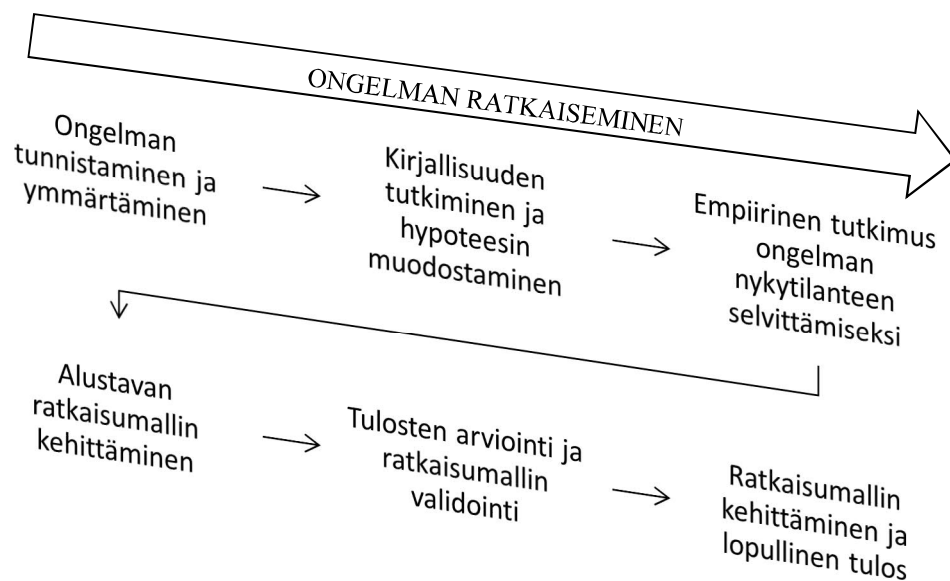 ONGELMAN RATKAISEMINEN
Ongelman
tunnistaminen ja
ymmärtäminen
Kirjallisuuden
tutkiminen ja
hypoteesin
muodostaminen
Empiirinen tutkimus
ongelman
nykytilanteen
selvittämiseksi
Alustavan
ratkaisumallin
kehittäminen
Tulosten arviointi ja
ratkaisumallin
validointi
Ratkaisumallin
kehittäminen ja
lopullinen tulos